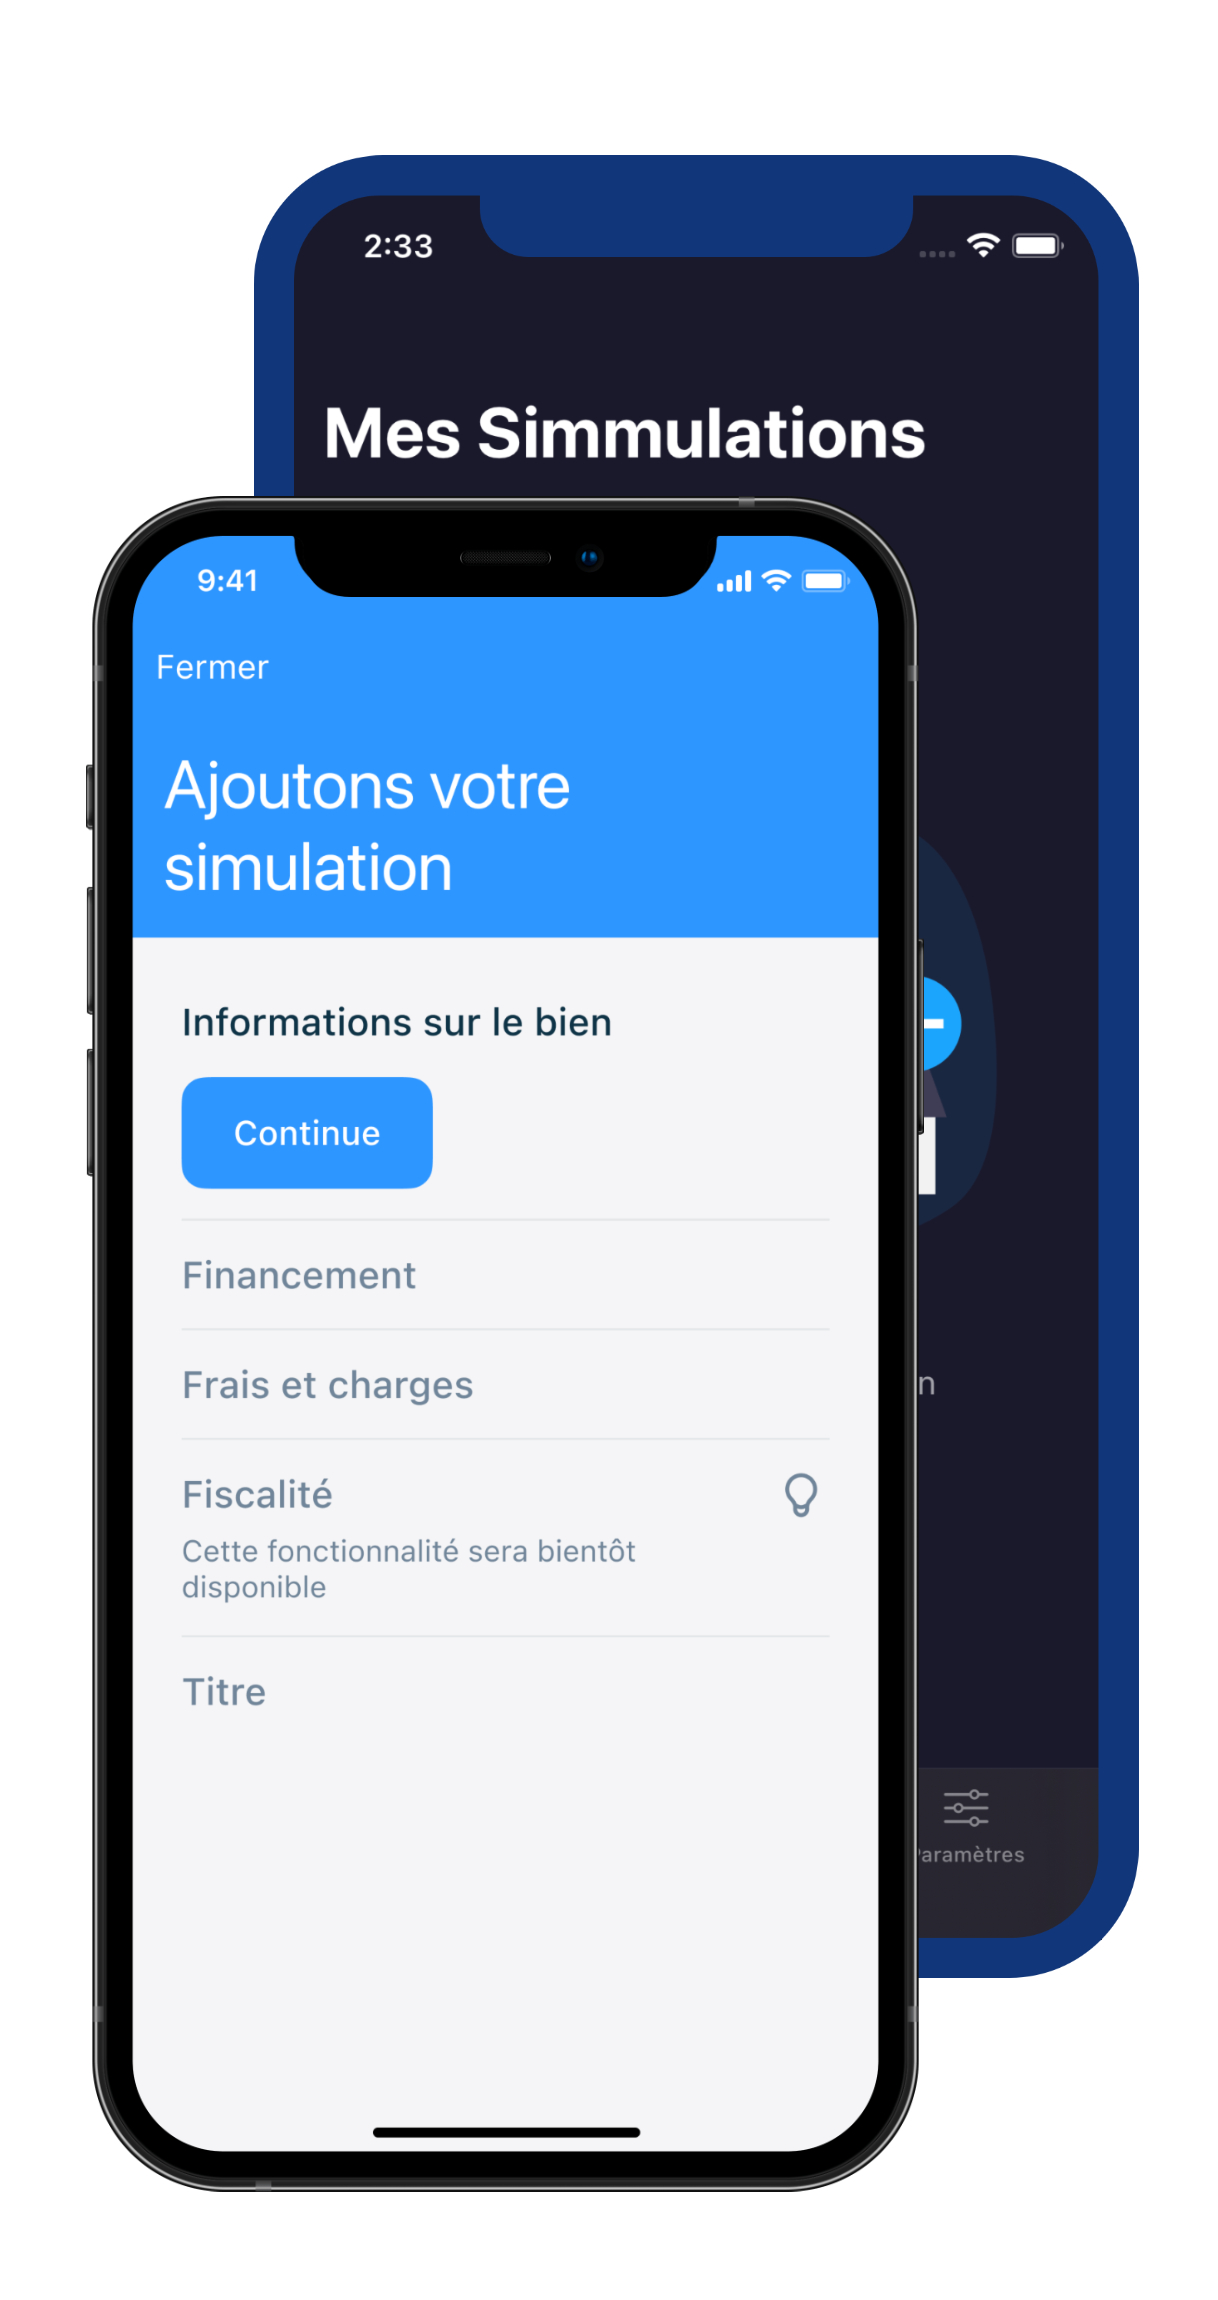 2:33
Mes Simmulations
9:41
Fermer
Ajoutons votre
simulation
Informations sur le bien
Continue
Financement
Frais et charges
Fiscalité
Cette fonctionnalité sera bientôt
disponible
Titre
n
aramètres